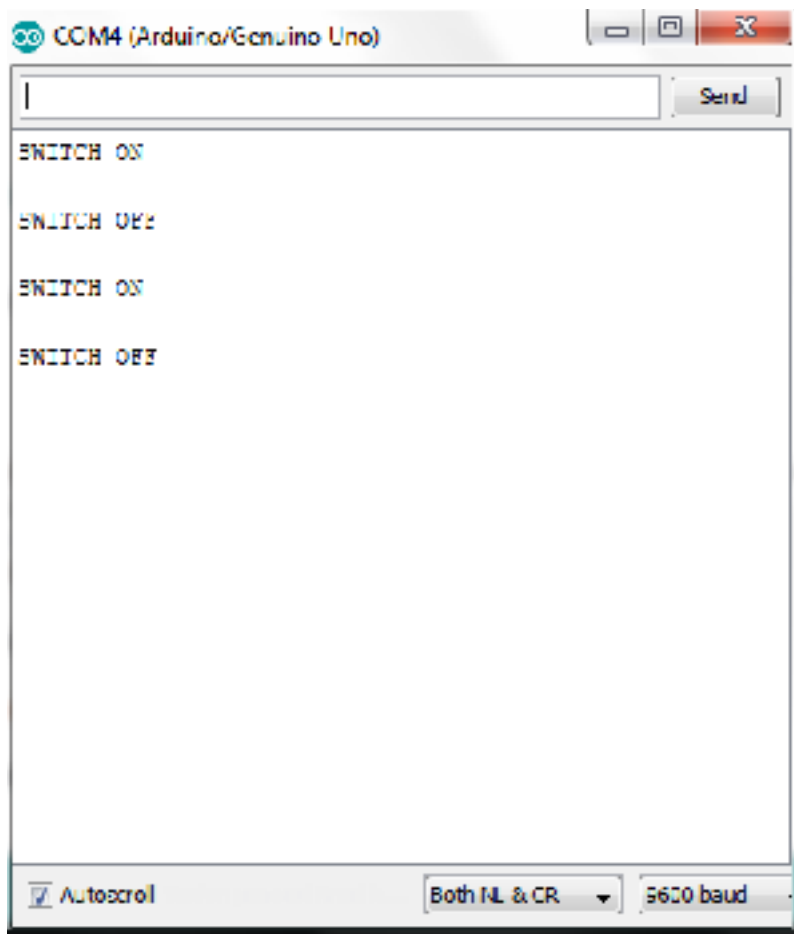 COM4 (Arduino/Genuino Uno)
Send
SWITCH ON
SWITCH OFF
SWITCH ON
SWITCH OFF
Autoscroll
Both NL & CR
9600 baud